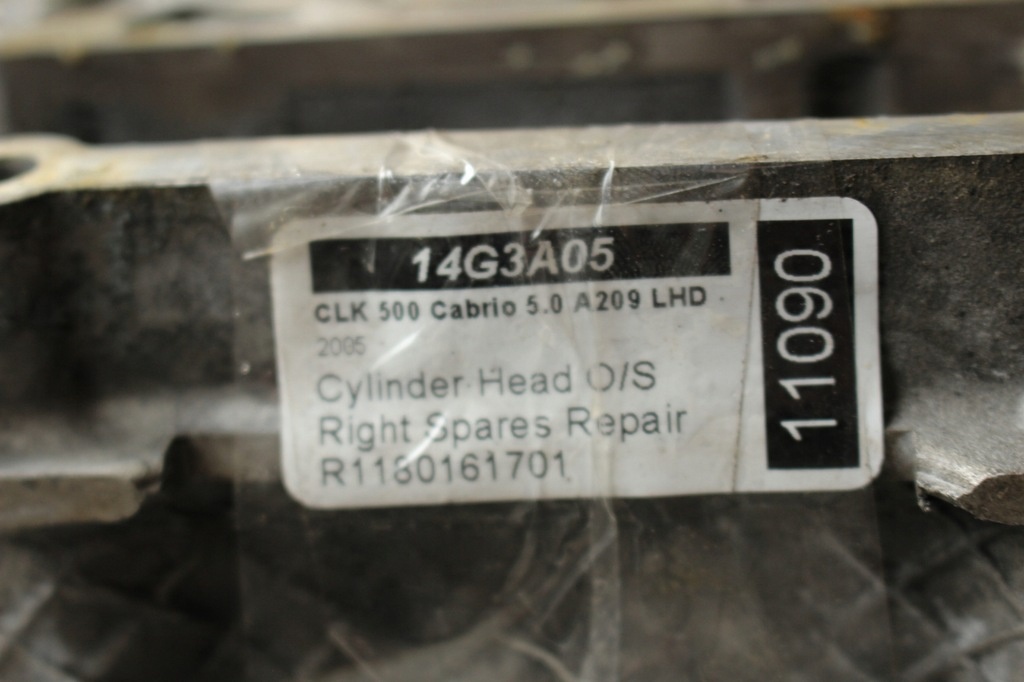 14G3A05
CLK 500 Cabrio 5.0 A209 LHD
2005
Cylinder Head O/S
Right Spares Repair
R1130161701
11090